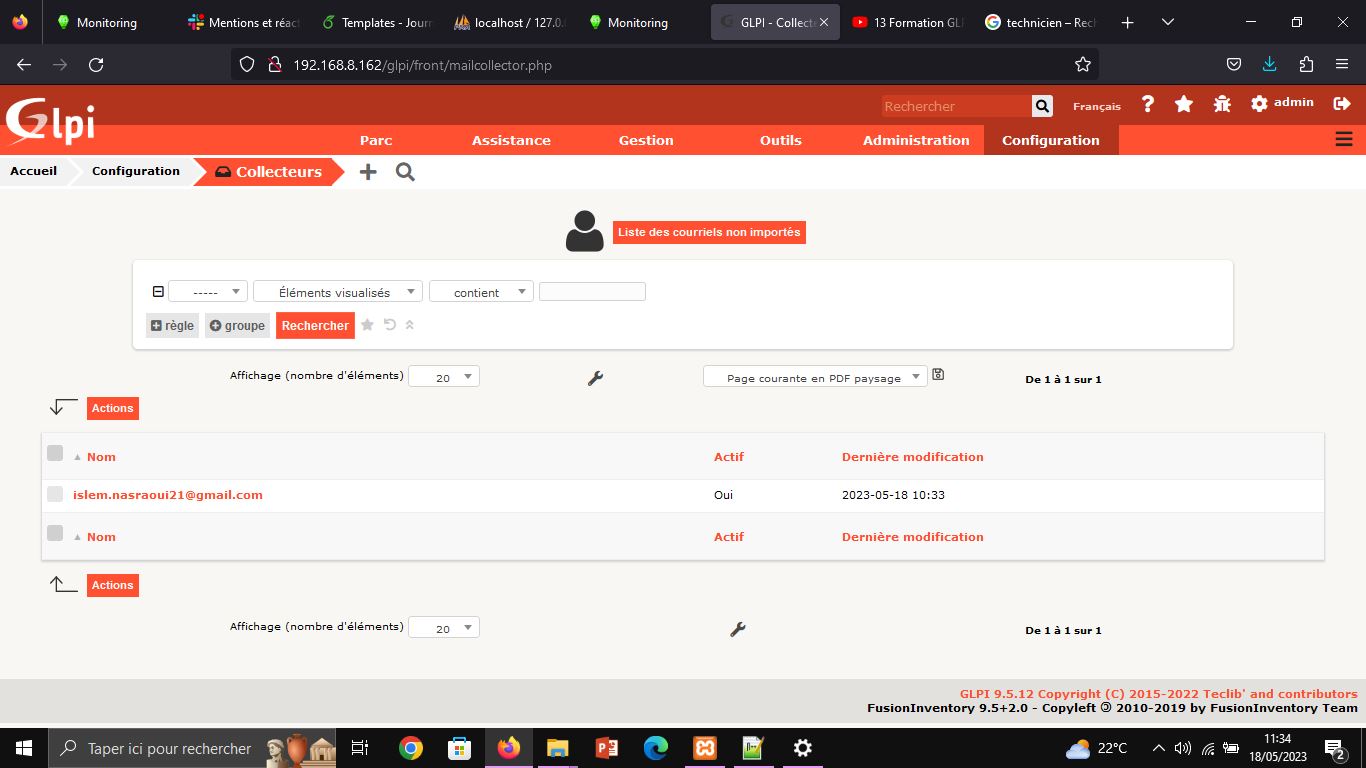 Monitoring
Mentions et réac
Templates - Journ
localhost / 127.0.
Monitoring
GLPI - Collecte
13 Formation GLP
technicien – Rech
192.168.8.162/glpi/front/mailcollector.php
Glpi
Rechercher
Français
admin
Parc
Assistance
Gestion
Outils
Administration
Configuration
Accueil
Configuration
Collecteurs
Liste des courriels non importés
-----
Éléments visualisés
contient
règle
groupe
Rechercher
Affichage (nombre d'éléments)
20
Page courante en PDF paysage
De 1 à 1 sur 1
Actions
Nom
Actif
Dernière modification
islem.nasraoui21@gmail.com
Oui
2023-05-18 10:33
Nom
Actif
Dernière modification
Actions
Affichage (nombre d'éléments)
20
De 1 à 1 sur 1
GLPI 9.5.12 Copyright (C) 2015-2022 Teclib' and contributors
FusionInventory 9.5+2.0 - Copyleft 🄯 2010-2019 by FusionInventory Team
Taper ici pour rechercher
22°C
11:34
18/05/2023
2